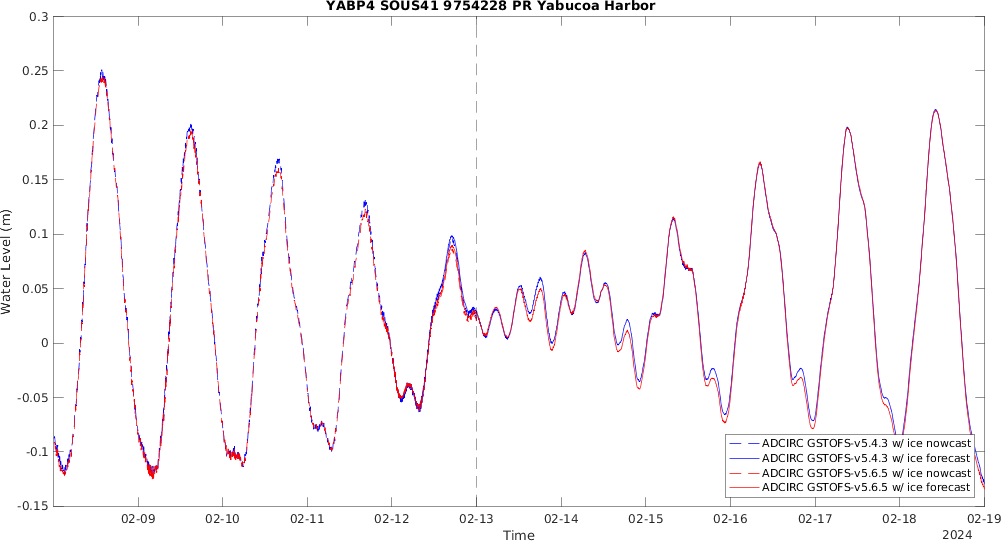 YABP4 SOUS41 9754228 PR Yabucoa Harbor
0.3
0.25
0.2
0.15
0.1
0.05
0
-0.05
-0.1
-0.15
Water Level (m)
ADCIRC GSTOFS-v5.4.3 w/ ice nowcast
ADCIRC GSTOFS-v5.4.3 w/ ice forecast
ADCIRC GSTOFS-v5.6.5 w/ ice nowcast
ADCIRC GSTOFS-v5.6.5 w/ ice forecast
02-09 02-10 02-11 02-12 02-13 02-14 02-15 02-16 02-17 02-18 02-19
Time
2024